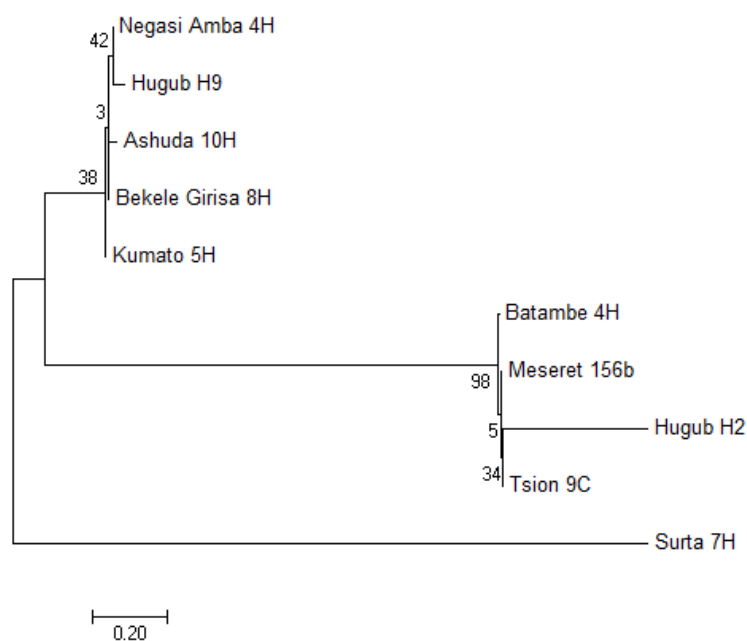 Negasi Amba 4H
42
Hugub H9
3
Ashuda 10H
38
Bekele Girisa 8H
Kumato 5H
Batambe 4H
Meseret 156b
98
Hugub H2
5
34
Tsion 9C
Surta 7H
0.20